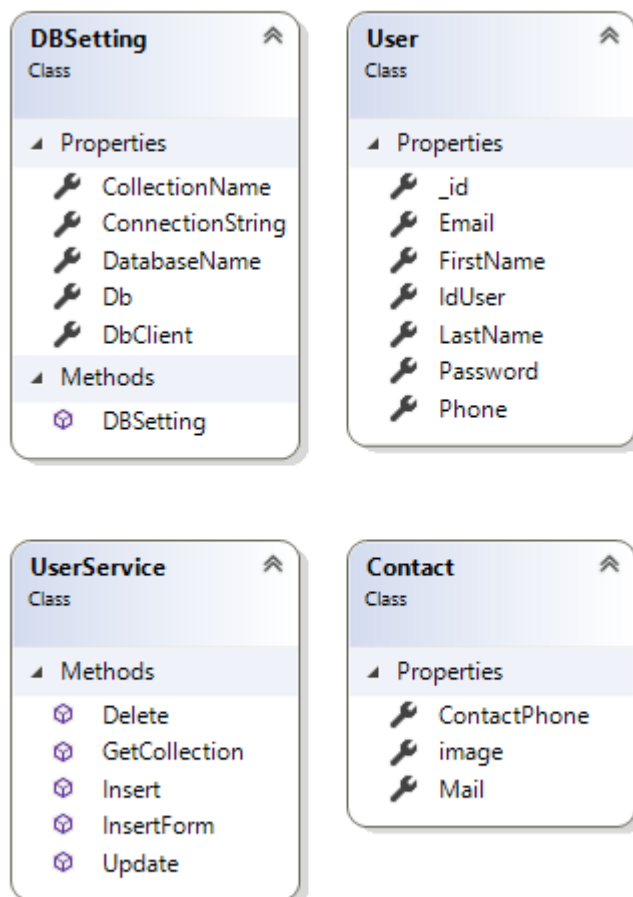 DBSetting
Class
Properties
CollectionName
ConnectionString
DatabaseName
Db
DbClient
Methods
DBSetting
User
Class
Properties
_id
Email
FirstName
IdUser
LastName
Password
Phone
UserService
Class
Methods
Delete
GetCollection
Insert
InsertForm
Update
Contact
Class
Properties
ContactPhone
image
Mail